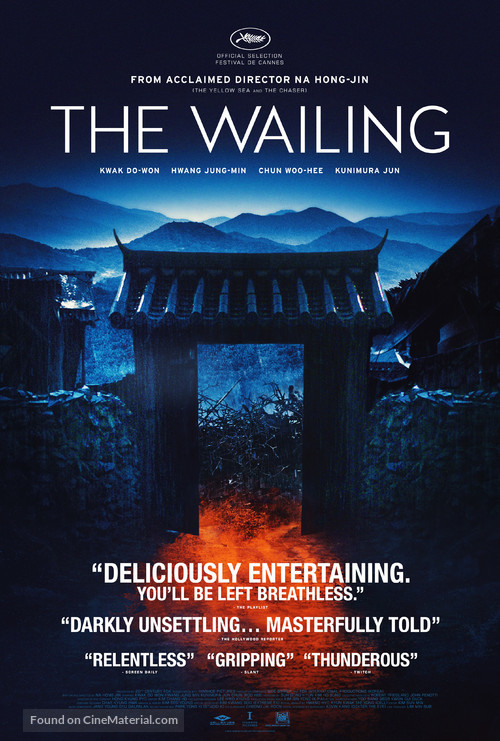 OFFICIAL SELECTION
FESTIVAL DE CANNES
FROM ACCLAIMED DIRECTOR NA HONG-JIN
(THE YELLOW SEA AND THE CHASER)
THE WAILING
KWAK DO-WON HWANG JUNG-MIN CHUN WOO-HEE KUNIMURA JUN
“DELICIOUSLY ENTERTAINING.
YOU’LL BE LEFT BREATHLESS.”
- THE PLAYLIST
“DARKLY UNSETTLING... MASTERFULLY TOLD”
- THE HOLLYWOOD REPORTER
“RELENTLESS” “GRIPPING” “THUNDEROUS”
- SCREEN DAILY - SLANT - TWITCH
Found on CineMaterial.com